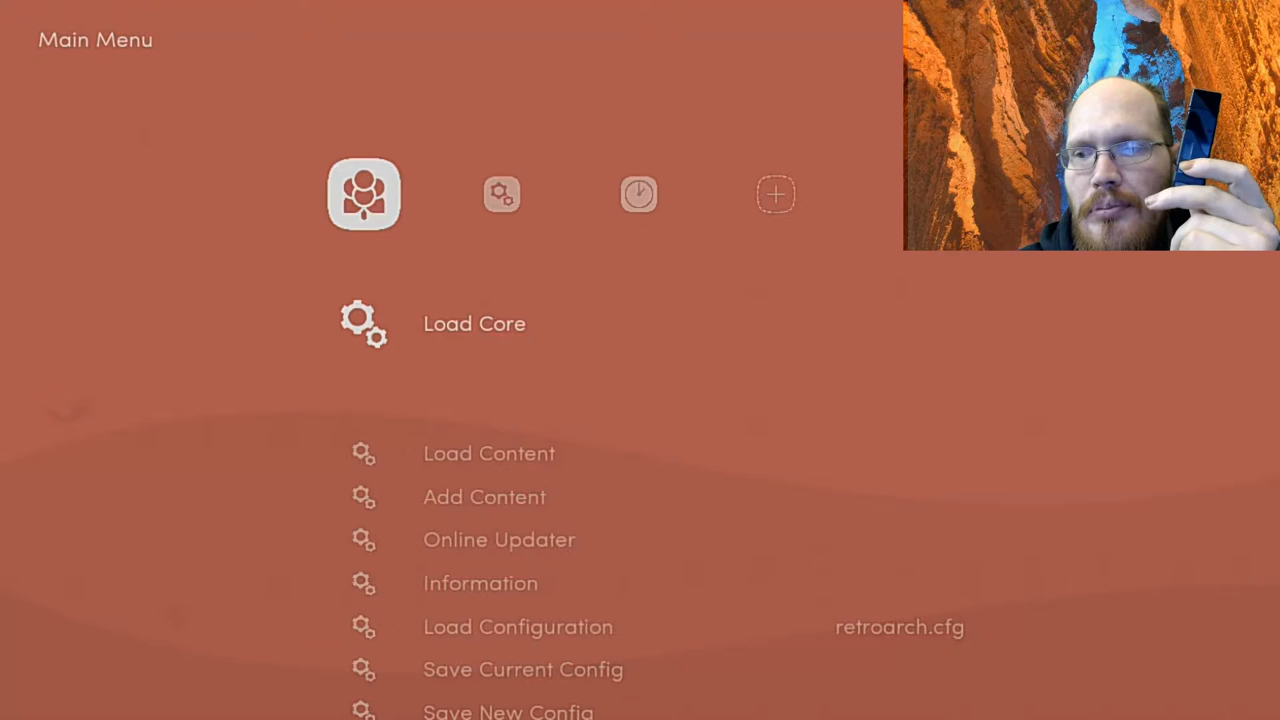 Main Menu
Load Core
Load Content
Add Content
Online Updater
Information
Load Configuration retroarch.cfg
Save Current Config
Save New Config